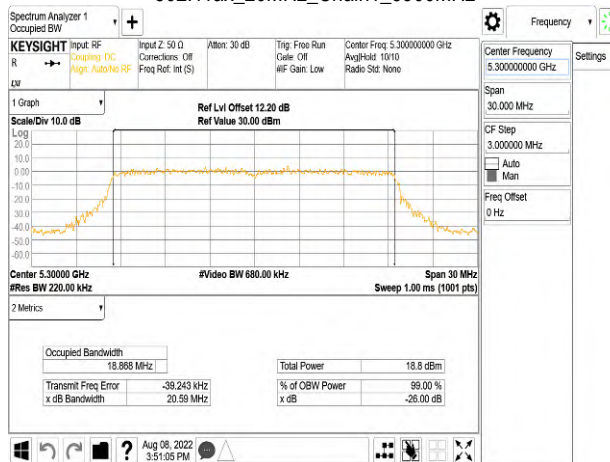 Spectrum Analyzer 1
Occupied BW
Frequency
KEYSIGHT
Input: RF
Coupling: DC
Align: Auto/No RF
Input Z: 50 Ω
Corrections: Off
Freq Ref: Int (S)
Atten: 30 dB
Trig: Free Run
Gate: Off
#IF Gain: Low
Center Freq: 5.300000000 GHz
Avg|Hold: 10/10
Radio Std: None
R
Center Frequency
5.300000000 GHz
Settings
Span
30.000 MHz
CF Step
3.000000 MHz
Auto
Man
Freq Offset
0 Hz
1 Graph
Scale/Div 10.0 dB
Ref Lvl Offset 12.20 dB
Ref Value 30.00 dBm
Log
20.0
10.0
0.00
-10.0
-20.0
-30.0
-40.0
-50.0
-60.0
Center 5.30000 GHz
#Video BW 680.00 kHz
Span 30 MHz
#Res BW 220.00 kHz
Sweep 1.00 ms (1001 pts)
2 Metrics
Occupied Bandwidth
18.868 MHz
Total Power
18.8 dBm
Transmit Freq Error
-39.243 kHz
% of OBW Power
99.00 %
x dB Bandwidth
20.59 MHz
x dB
-26.00 dB
Aug 08, 2022
3:51:05 PM